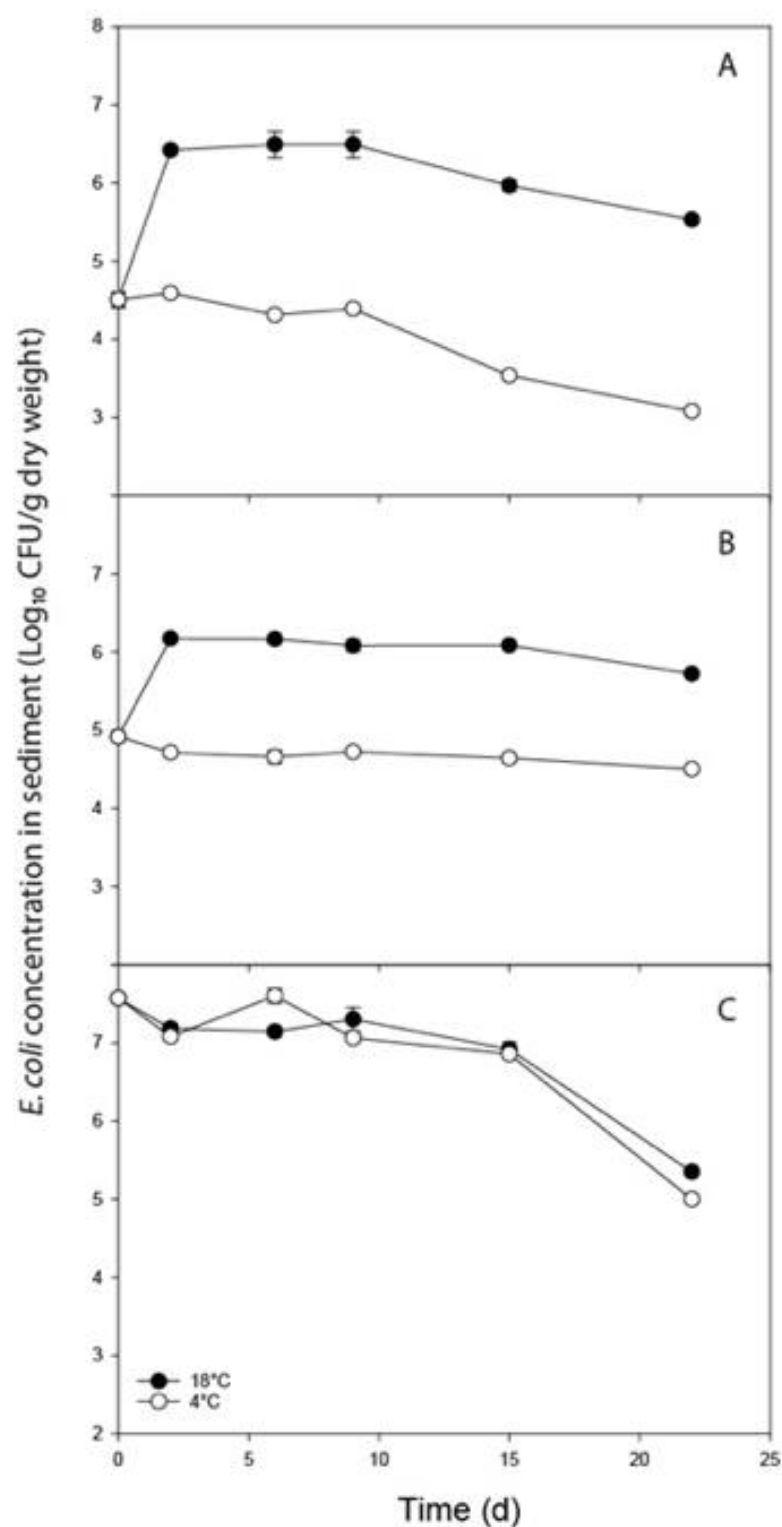 E. coli concentration in sediment (Log₁₀ CFU/g dry weight)
8
A
7
6
5
4
3
B
7
6
5
4
3
C
7
6
5
4
3
2
18°C
4°C
0 5 10 15 20 25
Time (d)